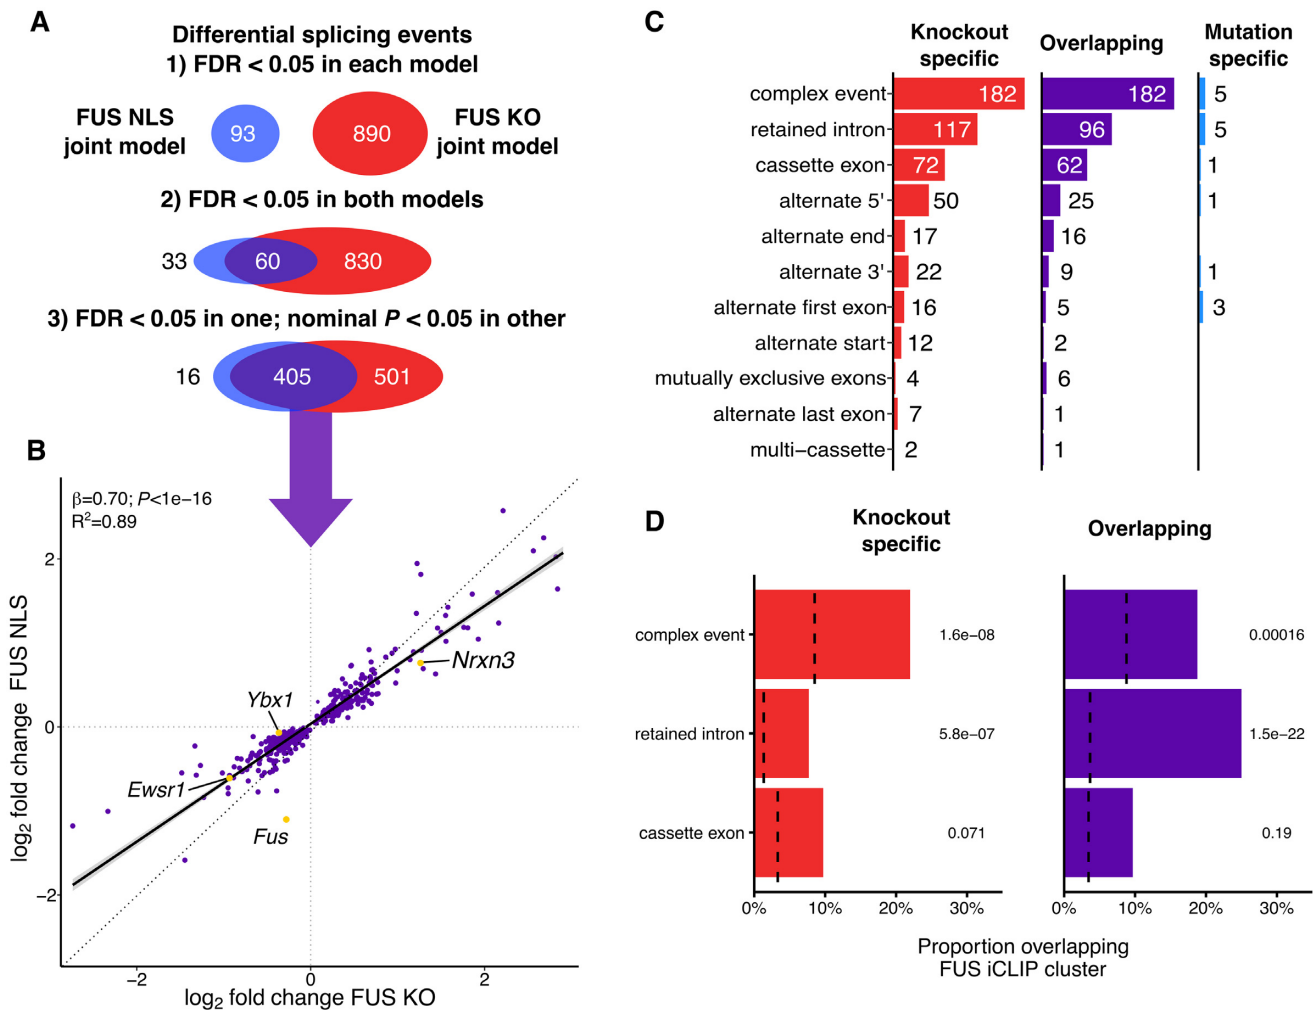 A
Differential splicing events
1) FDR < 0.05 in each model
FUS NLS
joint model
93
890
FUS KO
joint model
2) FDR < 0.05 in both models
33
60
830
3) FDR < 0.05 in one; nominal P < 0.05 in other
16
405
501
B
β=0.70; P<1e−16
R²=0.89
log₂ fold change FUS NLS
2
0
−2
Nrxn3
Ybx1
Ewsr1
Fus
−2
0
2
log₂ fold change FUS KO
C
Knockout
specific
Overlapping
Mutation
specific
complex event
182
182
5
retained intron
117
96
5
cassette exon
72
62
1
alternate 5'
50
25
1
alternate end
17
16
alternate 3'
22
9
1
alternate first exon
16
5
3
alternate start
12
2
mutually exclusive exons
4
6
alternate last exon
7
1
multi−cassette
2
1
D
Knockout
specific
Overlapping
complex event
1.6e−08
0.00016
retained intron
5.8e−07
1.5e−22
cassette exon
0.071
0.19
0%
10%
20%
30%
0%
10%
20%
30%
Proportion overlapping
FUS iCLIP cluster